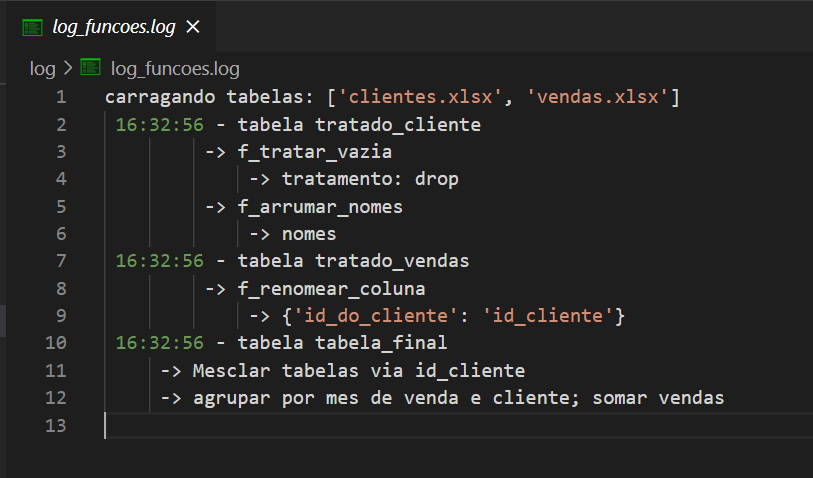 log_funcoes.log ×
log > log_funcoes.log
1 carragando tabelas: ['clientes.xlsx', 'vendas.xlsx']
2 16:32:56 - tabela tratado_cliente
3 -> f_tratar_vazia
4 -> tratamento: drop
5 -> f_arrumar_nomes
6 -> nomes
7 16:32:56 - tabela tratado_vendas
8 -> f_renomear_coluna
9 -> {'id_do_cliente': 'id_cliente'}
10 16:32:56 - tabela tabela_final
11 -> Mesclar tabelas via id_cliente
12 -> agrupar por mes de venda e cliente; somar vendas
13